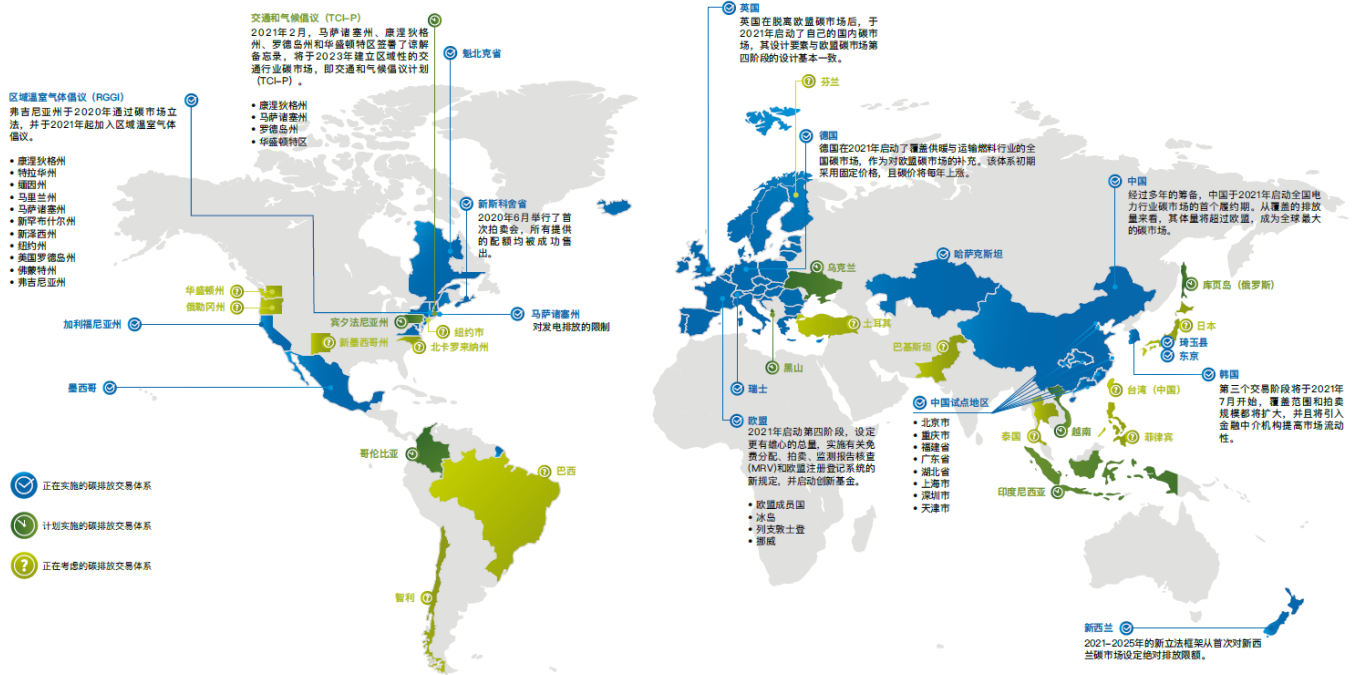 交通和气候倡议（TCI-P）
2021年2月，马萨诸塞州、康涅狄格
州、罗德岛州和华盛顿特区签署了谅解
备忘录，将于2023年建立区域性的交
通行业碳市场，即交通和气候倡议计划
（TCI-P）。
• 康涅狄格州
• 马萨诸塞州
• 罗德岛州
• 华盛顿特区
魁北克省
区域温室气体倡议（RGGI）
弗吉尼亚州于2020年通过碳市场立
法，并于2021年起加入区域温室气体
倡议。
• 康涅狄格州
• 特拉华州
• 缅因州
• 马里兰州
• 马萨诸塞州
• 新罕布什尔州
• 新泽西州
• 纽约州
• 美国罗德岛州
• 佛蒙特州
• 弗吉尼亚州
新斯科舍省
2020年6月举行了首
次拍卖会，所有提供
的配额均被成功售
出。
华盛顿州
俄勒冈州
加利福尼亚州
宾夕法尼亚州
新墨西哥州
纽约市
北卡罗来纳州
马萨诸塞州
对发电排放的限制
墨西哥
哥伦比亚
巴西
智利
正在实施的碳排放交易体系
计划实施的碳排放交易体系
正在考虑的碳排放交易体系
英国
英国在脱离欧盟碳市场后，于
2021年启动了自己的国内碳市
场，其设计要素与欧盟碳市场第
四阶段的设计基本一致。
芬兰
德国
德国在2021年启动了覆盖供暖与运输燃料行业的全
国碳市场，作为对欧盟碳市场的补充。该体系初期
采用固定价格，且碳价将每年上涨。
中国
经过多年的筹备，中国于2021年启动全国电
力行业碳市场的首个履约期。从覆盖的排放
量来看，其体量将超过欧盟，成为全球最大
的碳市场。
哈萨克斯坦
乌克兰
库页岛（俄罗斯）
土耳其
日本
巴基斯坦
琦玉县
东京
黑山
瑞士
韩国
第三个交易阶段将于2021年
7月开始，覆盖范围和拍卖
规模都将扩大，并且将引入
金融中介机构提高市场流动
性。
台湾（中国）
中国试点地区
• 北京市
• 重庆市
• 福建省
• 广东省
• 湖北省
• 上海市
• 深圳市
• 天津市
欧盟
2021年启动第四阶段，设定
更有雄心的总量，实施有关免
费分配、拍卖、监测报告核查
(MRV)和欧盟注册登记系统的
新规定，并启动创新基金。
• 欧盟成员国
• 冰岛
• 列支敦士登
• 挪威
泰国
越南
菲律宾
印度尼西亚
新西兰
2021-2025年的新立法框架从首次对新西
兰碳市场设定绝对排放限额。